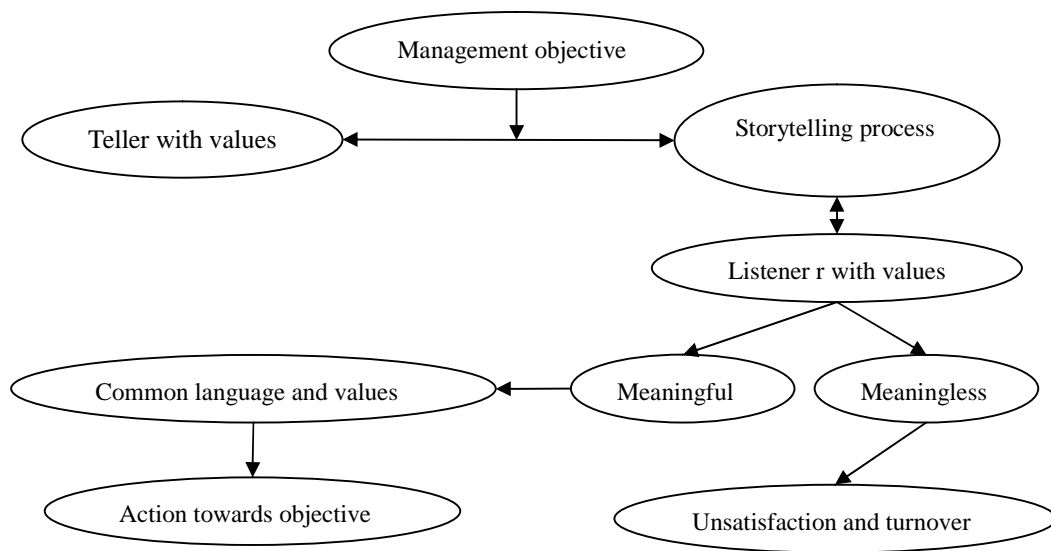 Management objective
Teller with values
Storytelling process
Listener r with values
Common language and values
Meaningful
Meaningless
Action towards objective
Unsatisfaction and turnover